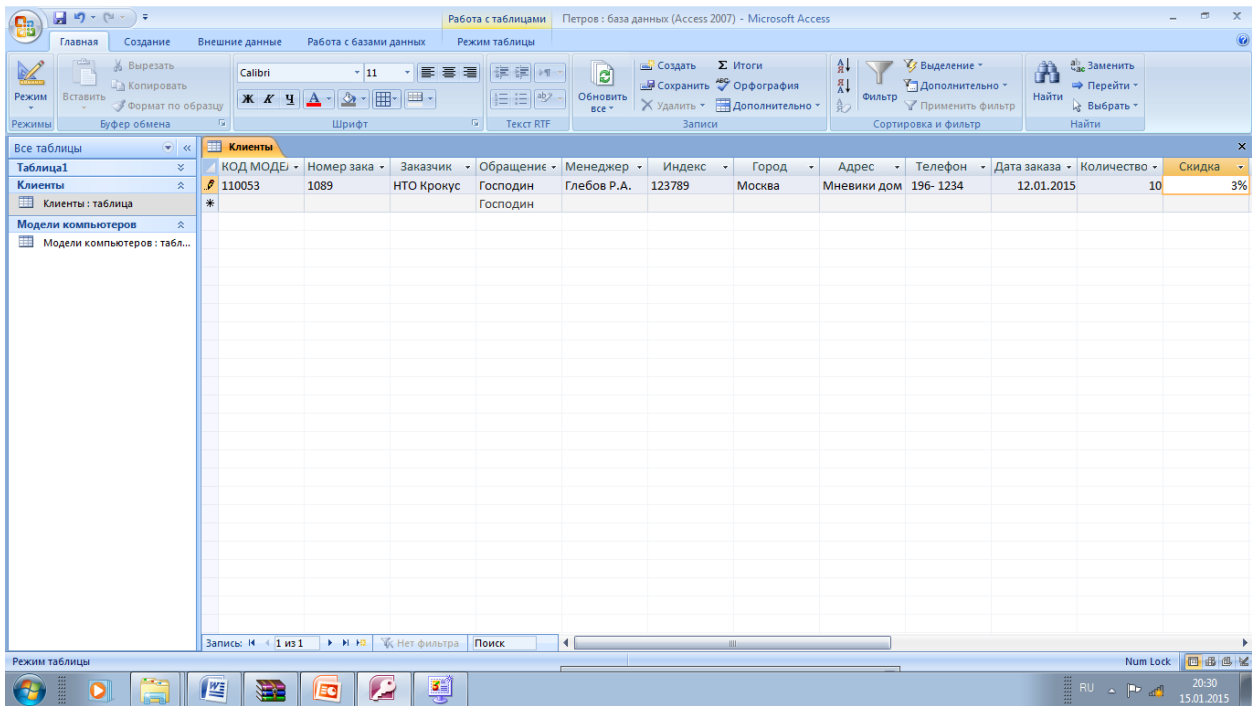 Работа с таблицами Петров : база данных (Access 2007) - Microsoft Access
Главная Создание Внешние данные Работа с базами данных Режим таблицы
Режим
Режимы
Вставить
Вырезать
Копировать
Формат по образцу
Буфер обмена
Calibri 11
Ж К Ч
Шрифт
Текст RTF
Обновить все
Создать
Сохранить
Удалить
Итоги
Орфография
Дополнительно
Записи
Фильтр
Выделение
Дополнительно
Применить фильтр
Сортировка и фильтр
Найти
Заменить
Перейти
Выбрать
Найти
Все таблицы
Таблица1
Клиенты
Клиенты : таблица
Модели компьютеров
Модели компьютеров : табл...
Клиенты
КОД МОДЕЛ Номер зака Заказчик Обращение Менеджер Индекс Город Адрес Телефон Дата заказа Количество Скидка
110053 1089 НТО Крокус Господин Глебов Р.А. 123789 Москва Мневики дом 196- 1234 12.01.2015 10 3%
Господин
Запись: 1 из 1 Нет фильтра Поиск
Режим таблицы Num Lock
RU 20:30
15.01.2015